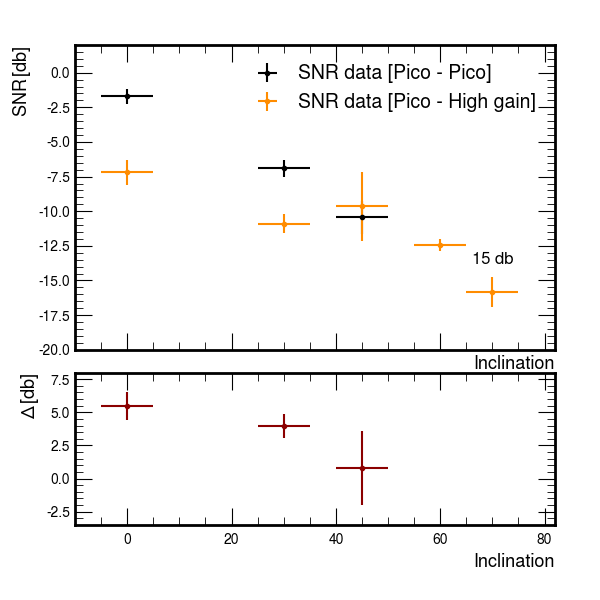 SNR [db]
0.0
-2.5
-5.0
-7.5
-10.0
-12.5
-15.0
-17.5
-20.0
SNR data [Pico - Pico]
SNR data [Pico - High gain]
15 db
Inclination
Δ [db]
7.5
5.0
2.5
0.0
-2.5
0 20 40 60 80
Inclination